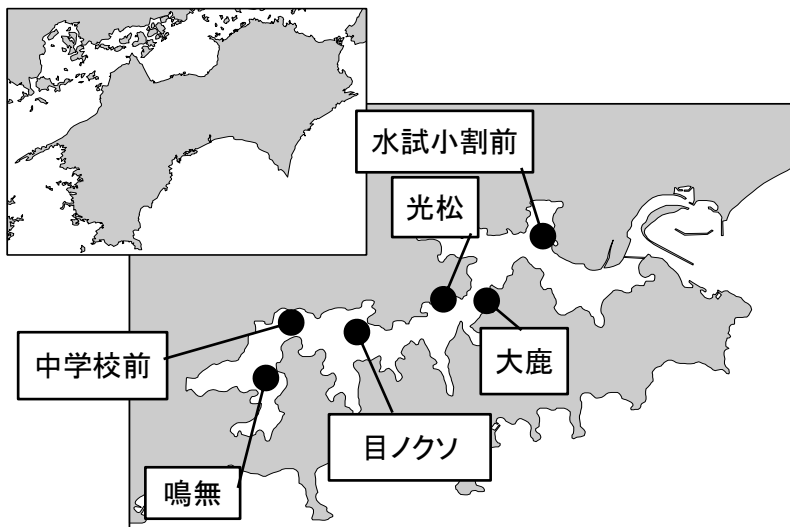 水試小割前
光松
大鹿
中学校前
目ノクソ
鳴無